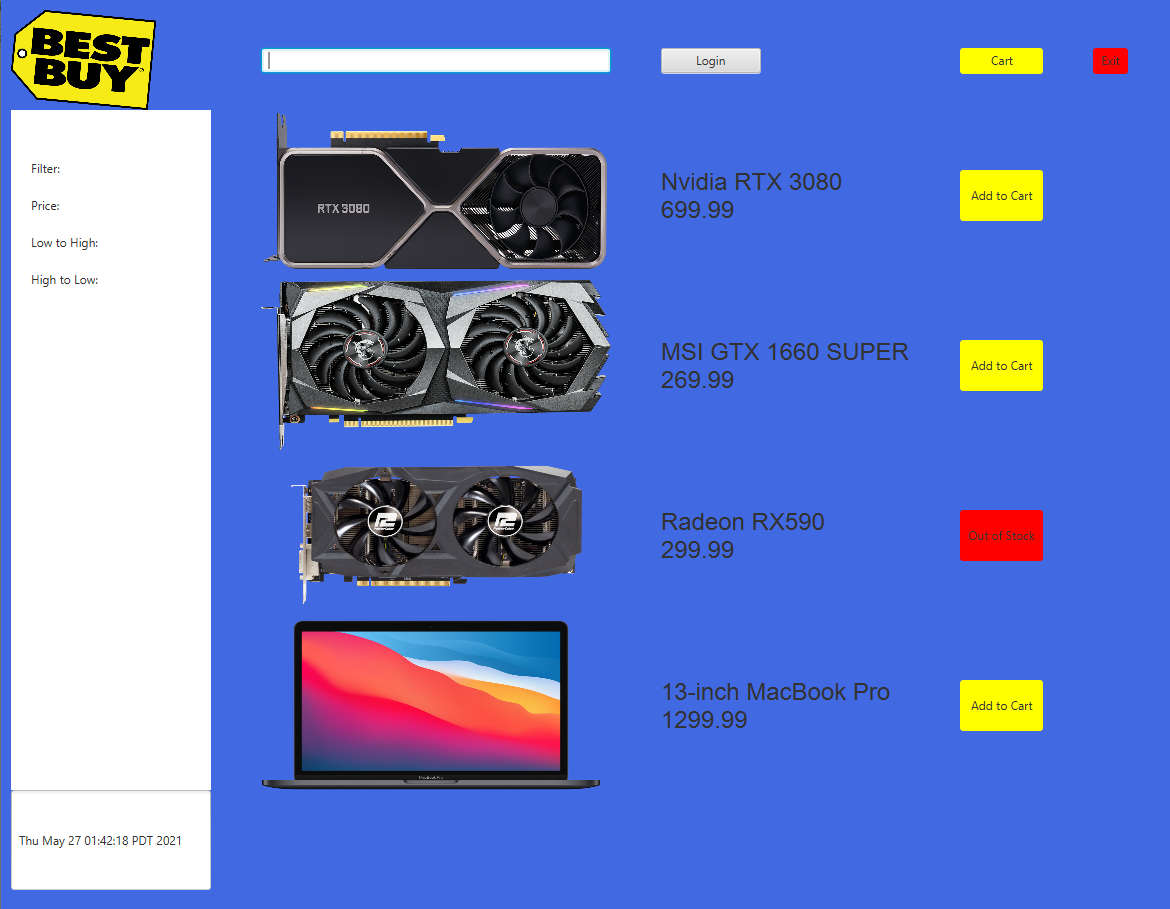 BEST
BUY
Login
Cart
Exit
Filter:
Price:
Low to High:
High to Low:
RTX 3080
Nvidia RTX 3080
699.99
Add to Cart
MSI GTX 1660 SUPER
269.99
Add to Cart
Radeon RX590
299.99
Out of Stock
13-inch MacBook Pro
1299.99
Add to Cart
MacBook Pro
Thu May 27 01:42:18 PDT 2021